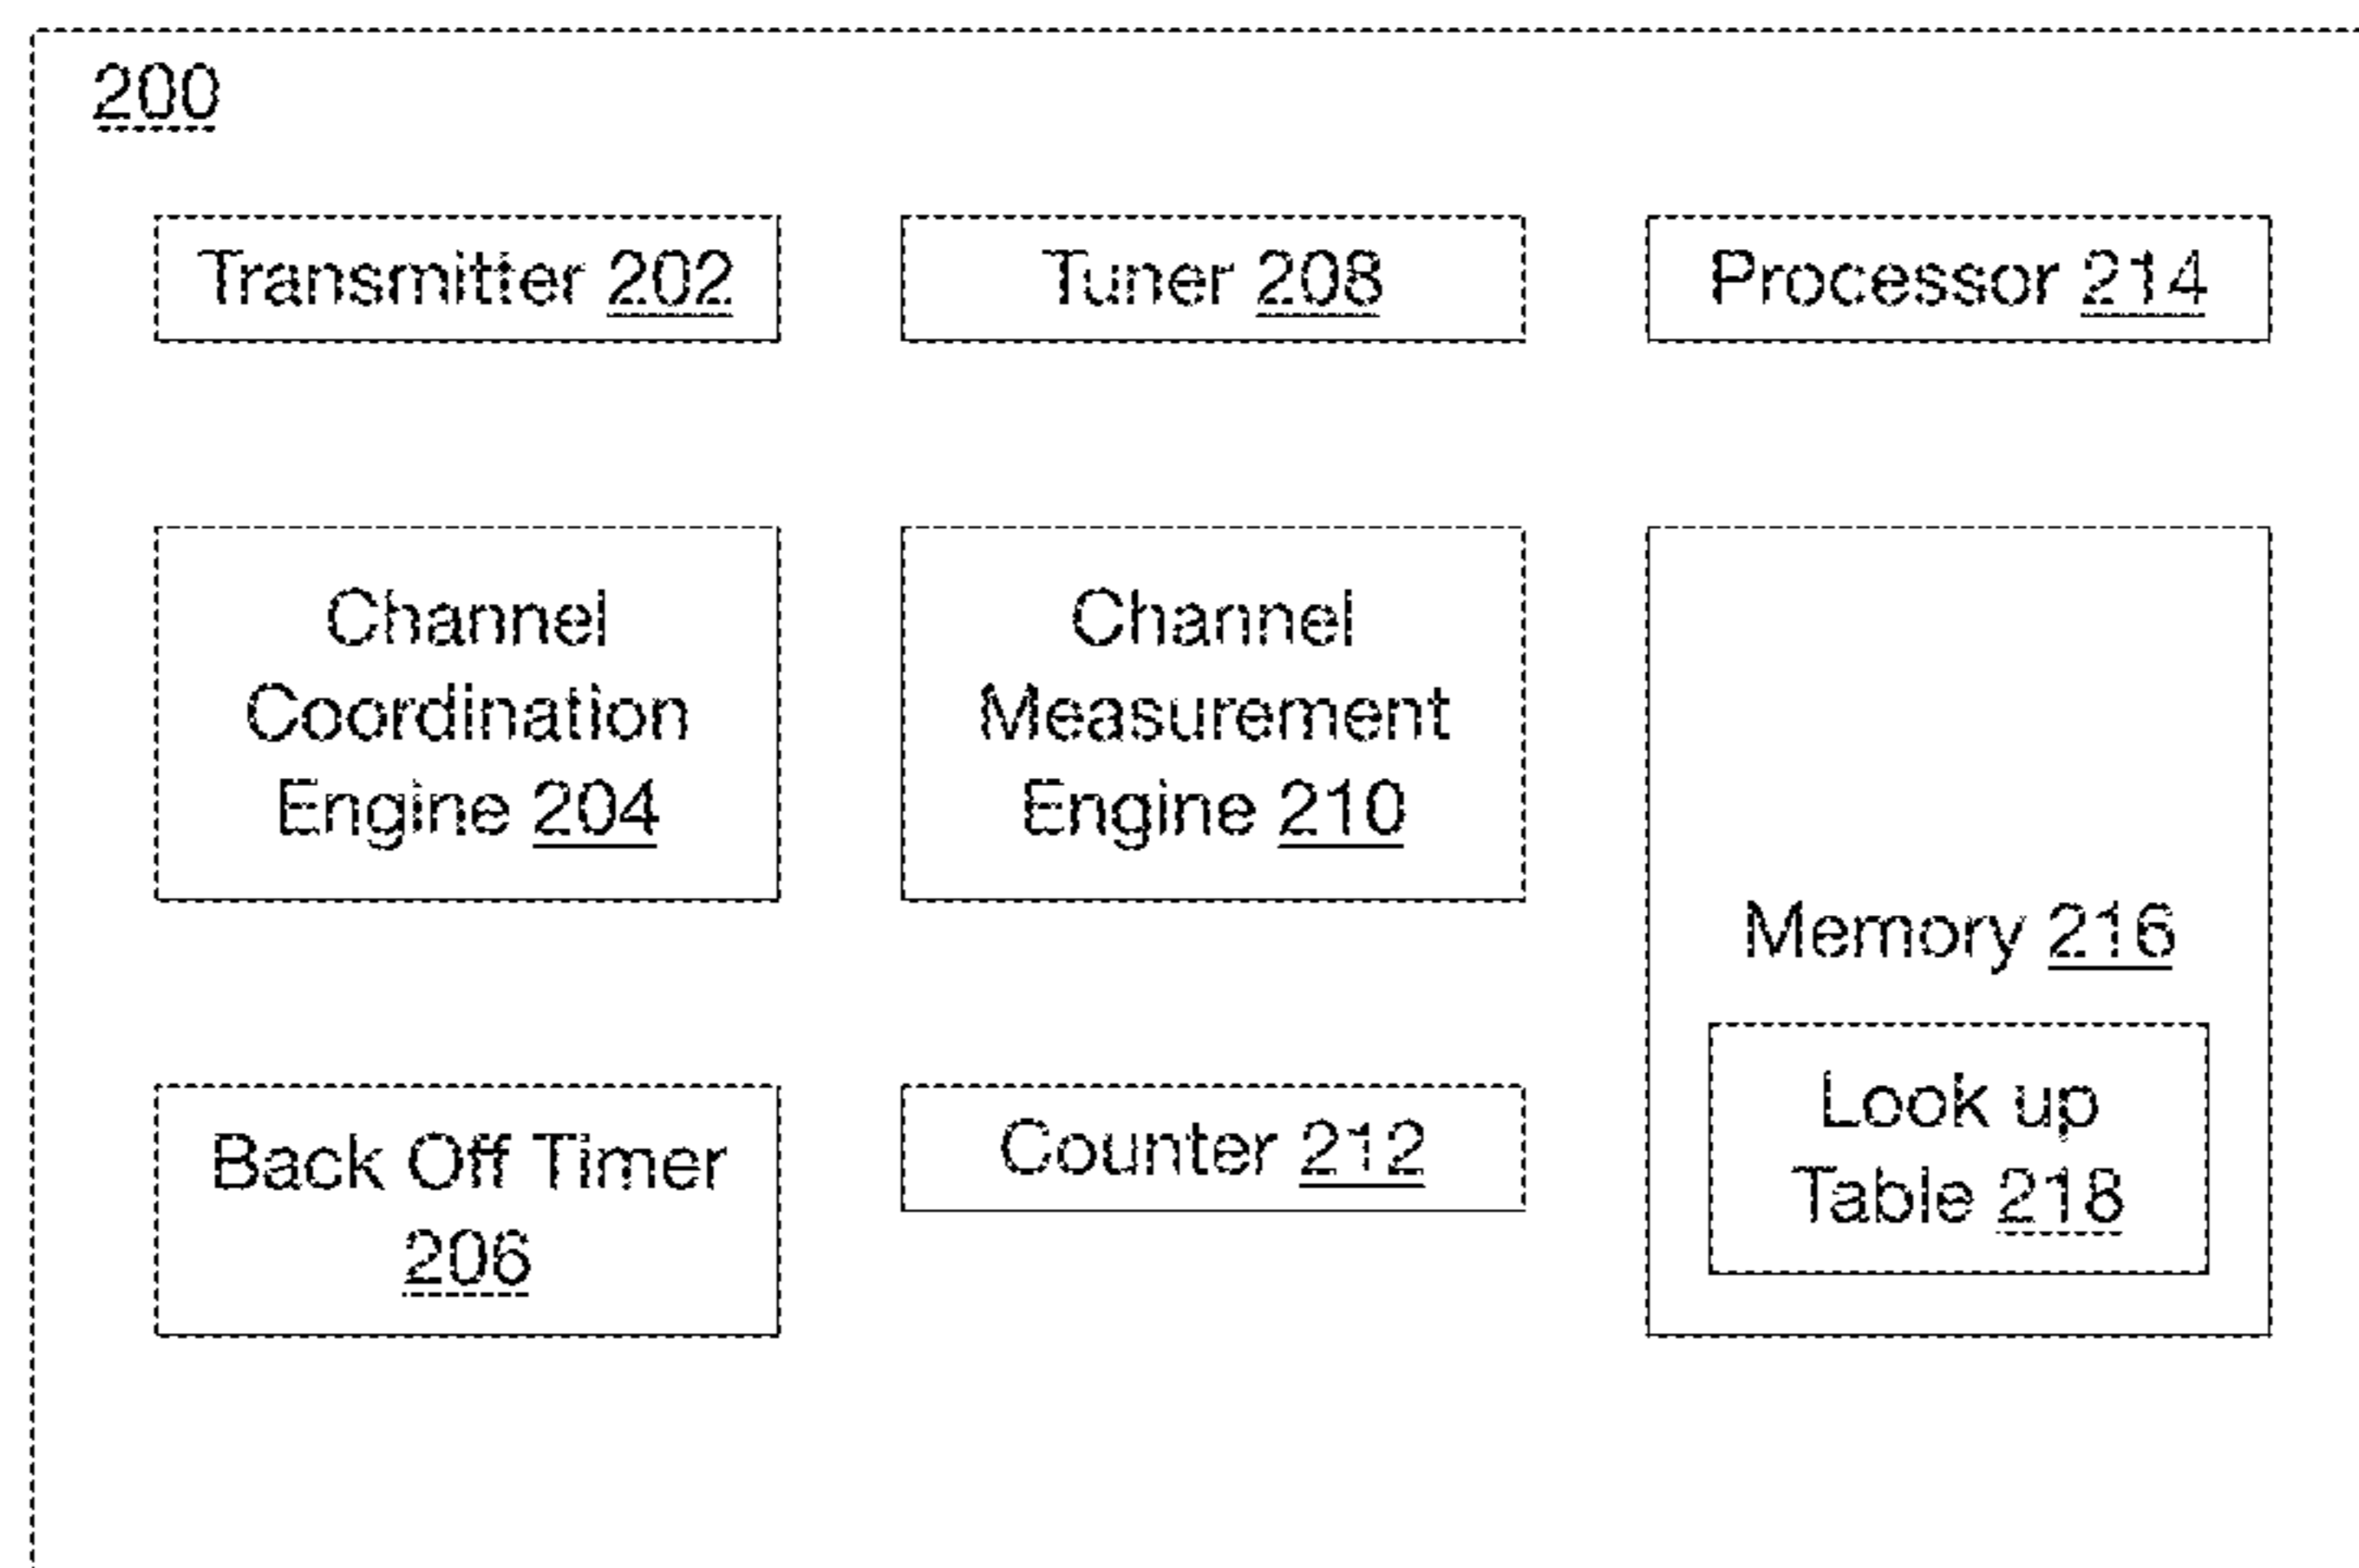 200
Transmitter 202
Tuner 208
Processor 214
Channel
Coordination
Engine 204
Channel
Measurement
Engine 210
Memory 216
Look up
Table 218
Back Off Timer
206
Counter 212